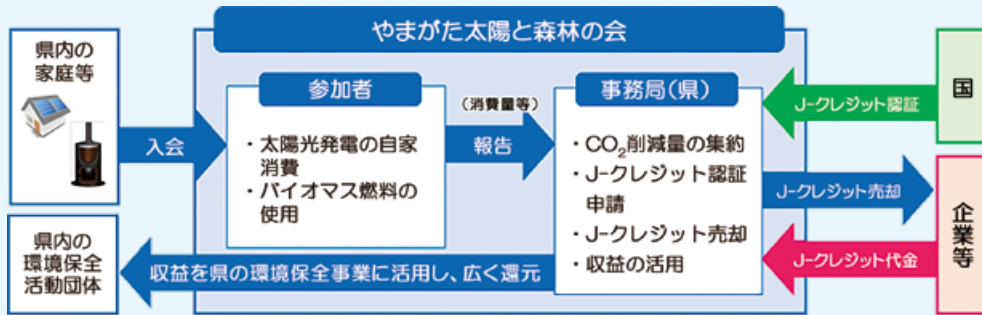 やまがた太陽と森林の会
県内の
家庭等
入会
参加者
・太陽光発電の自家
消費
・バイオマス燃料の
使用
(消費量等)
報告
事務局(県)
・CO₂削減量の集約
・J-クレジット認証
申請
・J-クレジット売却
・収益の活用
J-クレジット認証
国
J-クレジット売却
企業等
J-クレジット代金
収益を県の環境保全事業に活用し、広く還元
県内の
環境保全
活動団体